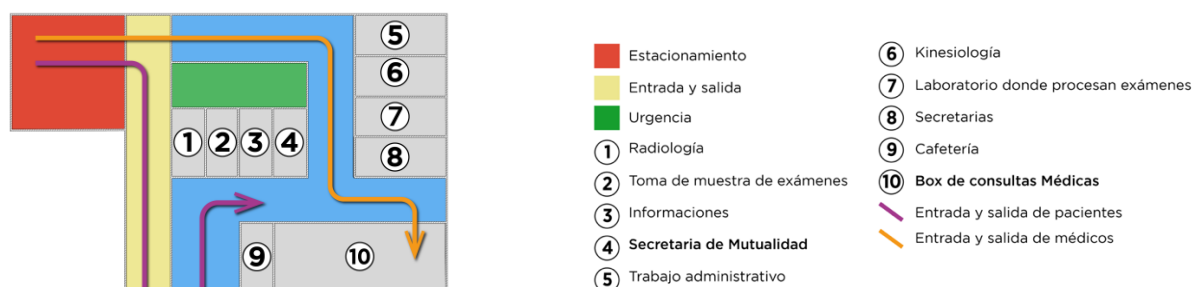 5
6
7
8
1 2 3 4
9 10
Estacionamiento
Entrada y salida
Urgencia
1 Radiología
2 Toma de muestra de exámenes
3 Informaciones
4 Secretaria de Mutualidad
5 Trabajo administrativo
6 Kinesiología
7 Laboratorio donde procesan exámenes
8 Secretarias
9 Cafetería
10 Box de consultas Médicas
Entrada y salida de pacientes
Entrada y salida de médicos